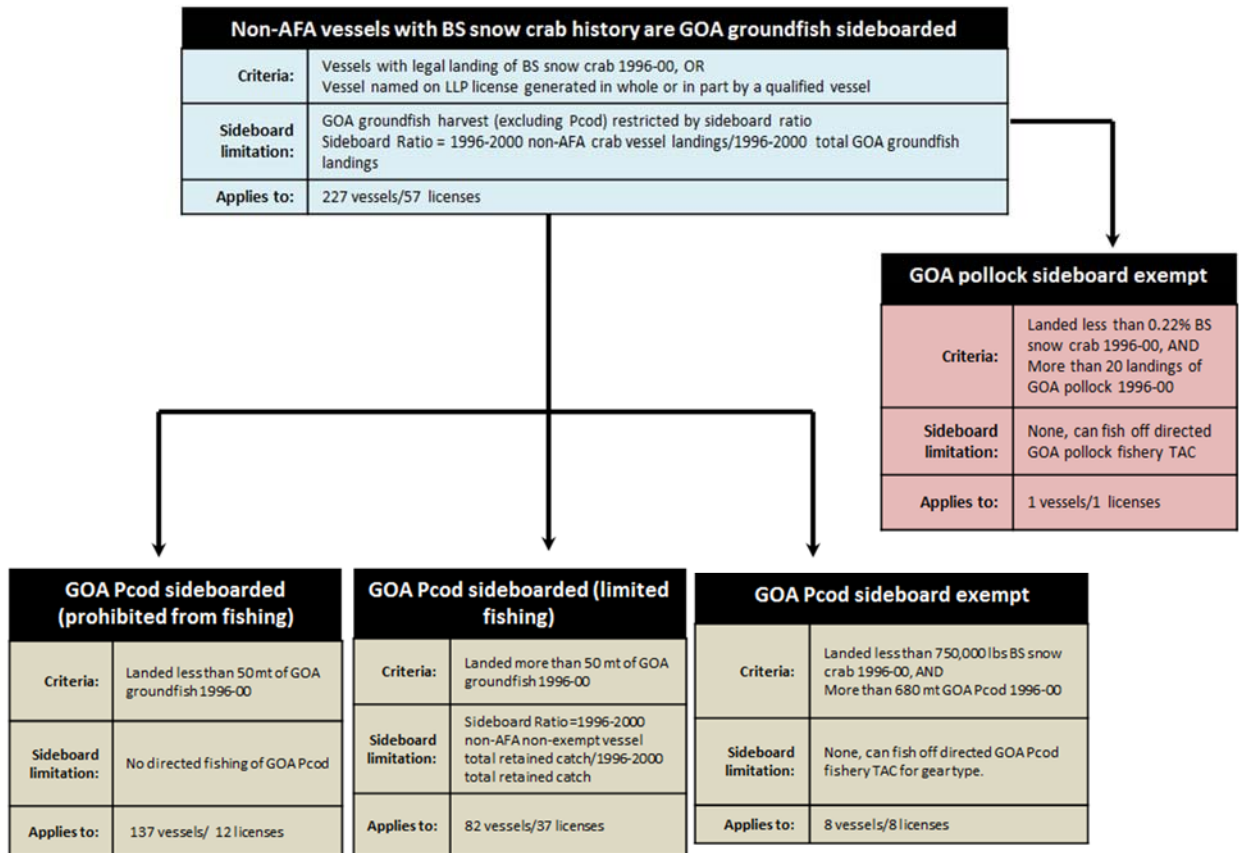 Non-AFA vessels with BS snow crab history are GOA groundfish sideboarded
Criteria:
Vessels with legal landing of BS snow crab 1996-00, OR
Vessel named on LLP license generated in whole or in part by a qualified vessel
Sideboard
limitation:
GOA groundfish harvest (excluding Pcod) restricted by sideboard ratio
Sideboard Ratio = 1996-2000 non-AFA crab vessel landings/1996-2000 total GOA groundfish
landings
Applies to:
227 vessels/57 licenses
GOA pollock sideboard exempt
Criteria:
Landed less than 0.22% BS
snow crab 1996-00, AND
More than 20 landings of
GOA pollock 1996-00
Sideboard
limitation:
None, can fish off directed
GOA pollock fishery TAC
Applies to:
1 vessels/1 licenses
GOA Pcod sideboarded
(prohibited from fishing)
Criteria:
Landed less than 50 mt of GOA
groundfish 1996-00
Sideboard
limitation:
No directed fishing of GOA Pcod
Applies to:
137 vessels/ 12 licenses
GOA Pcod sideboarded (limited
fishing)
Criteria:
Landed more than 50 mt of GOA
groundfish 1996-00
Sideboard
limitation:
Sideboard Ratio=1996-2000
non-AFA non-exempt vessel
total retained catch/1996-2000
total retained catch
Applies to:
82 vessels/37 licenses
GOA Pcod sideboard exempt
Criteria:
Landed less than 750,000 lbs BS snow
crab 1996-00, AND
More than 680 mt GOA Pcod 1996-00
Sideboard
limitation:
None, can fish off directed GOA Pcod
fishery TAC for gear type.
Applies to:
8 vessels/8 licenses